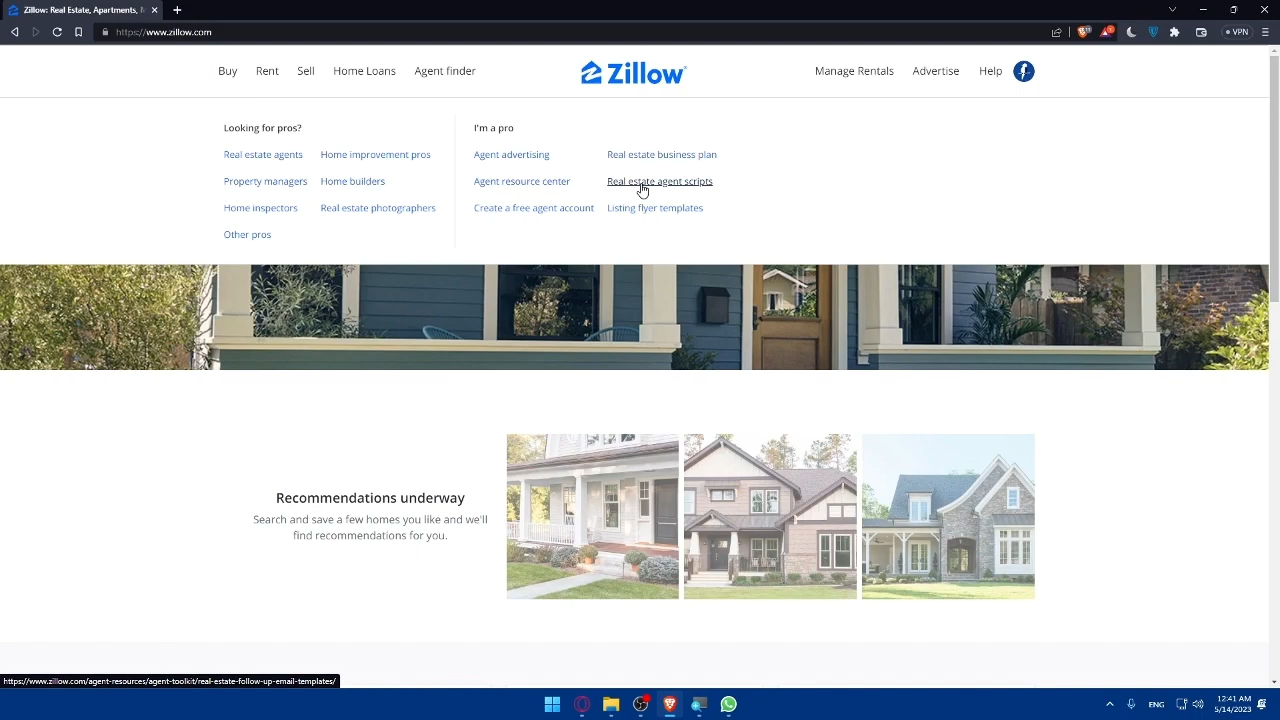 Zillow: Real Estate, Apartments, M
https://www.zillow.com
VPN
Buy Rent Sell Home Loans Agent finder
Zillow
Manage Rentals Advertise Help
Looking for pros?
Real estate agents Home improvement pros
Property managers Home builders
Home inspectors Real estate photographers
Other pros
I'm a pro
Agent advertising Real estate business plan
Agent resource center Real estate agent scripts
Create a free agent account Listing flyer templates
Recommendations underway
Search and save a few homes you like and we'll
find recommendations for you.
https://www.zillow.com/agent-resources/agent-toolkit/real-estate-follow-up-email-templates/
ENG
12:41 AM
5/14/2023